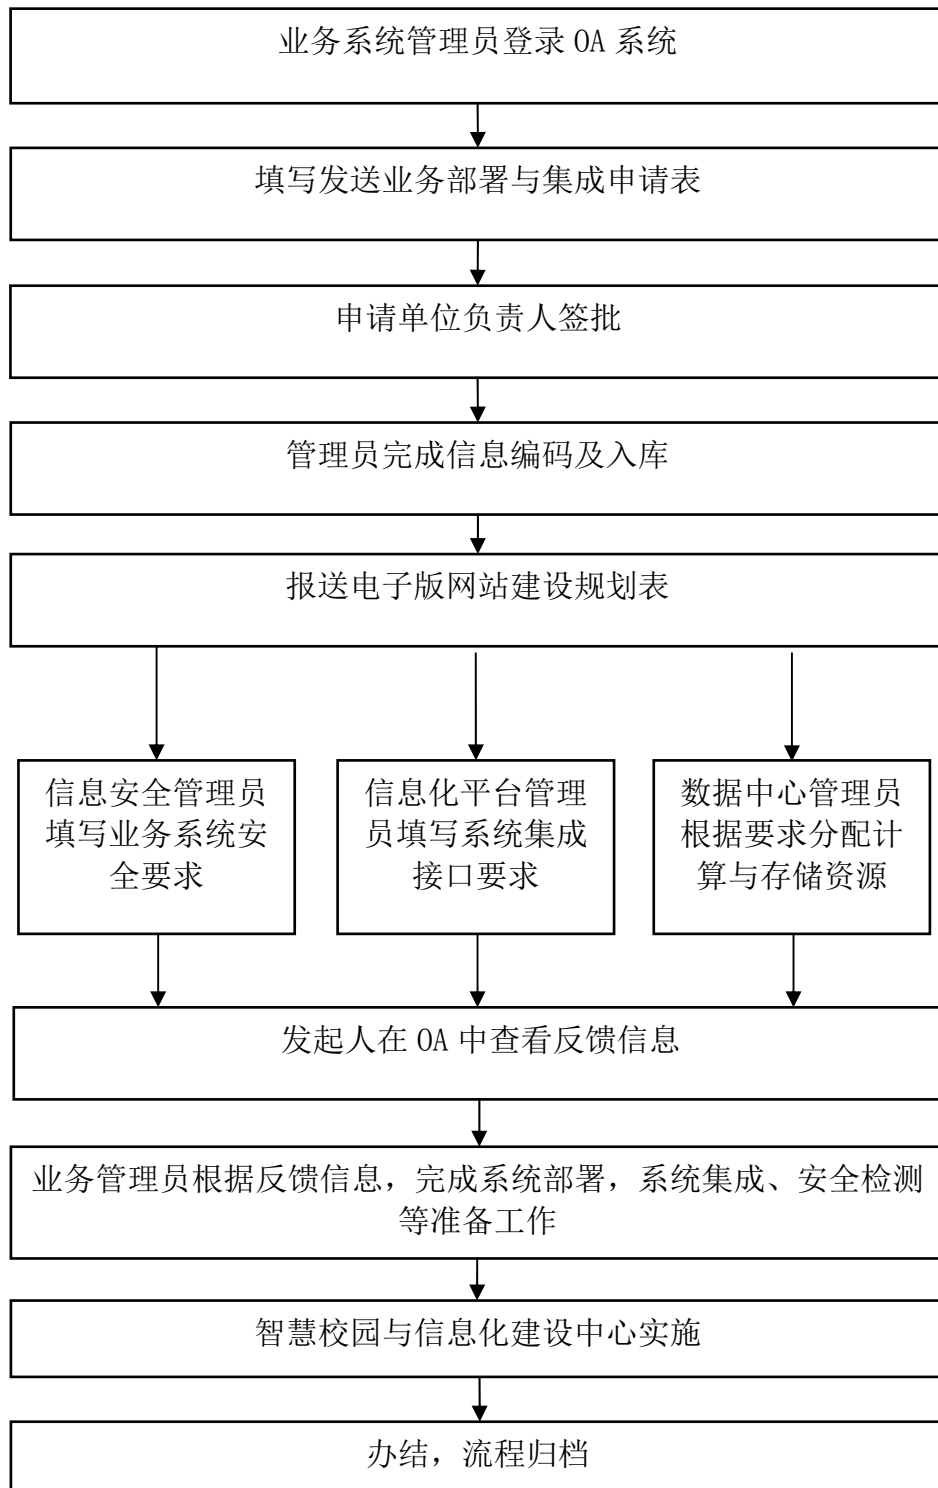 业务系统管理员登录 OA 系统
填写发送业务部署与集成申请表
申请单位负责人签批
管理员完成信息编码及入库
报送电子版网站建设规划表
信息安全管理员
填写业务系统安
全要求
信息化平台管理
员填写系统集成
接口要求
数据中心管理员
根据要求分配计
算与存储资源
发起人在 OA 中查看反馈信息
业务管理员根据反馈信息，完成系统部署，系统集成、安全检测
等准备工作
智慧校园与信息化建设中心实施
办结，流程归档